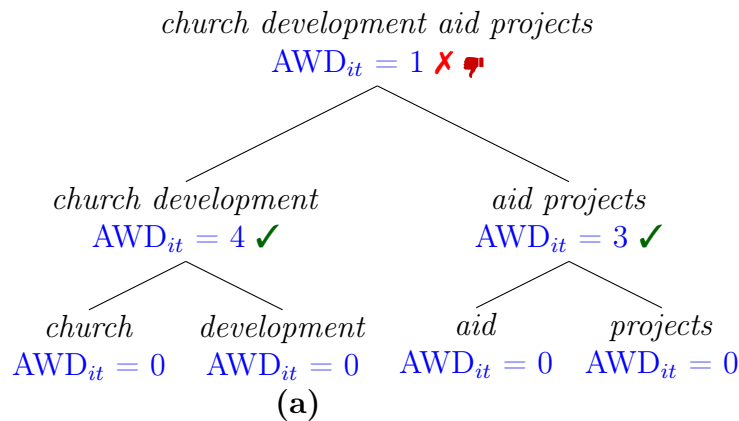 church development aid projects
AWD_it = 1 ✗ 👎
church development aid projects
AWD_it = 4 ✓ AWD_it = 3 ✓
church development aid projects
AWD_it = 0 AWD_it = 0 AWD_it = 0 AWD_it = 0
(a)